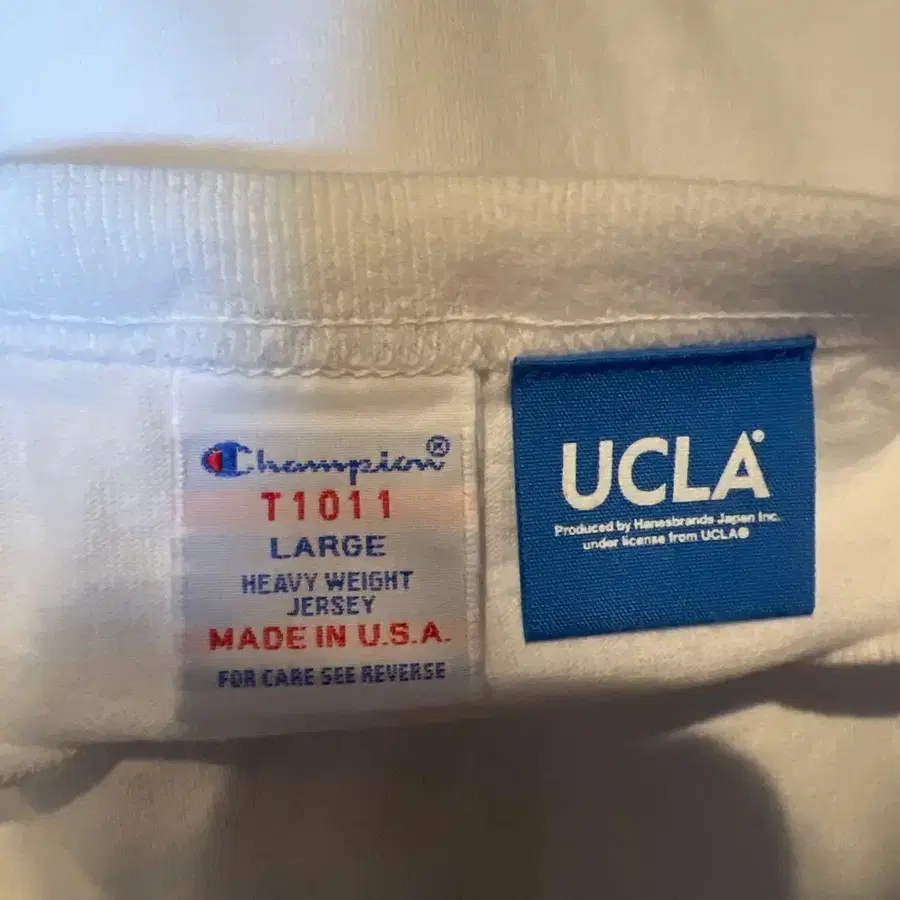 Champion®
T1011
LARGE
HEAVY WEIGHT
JERSEY
MADE IN U.S.A.
FOR CARE SEE REVERSE
UCLA
Produced by Hanesbrands Japan Inc.
under license from UCLA®